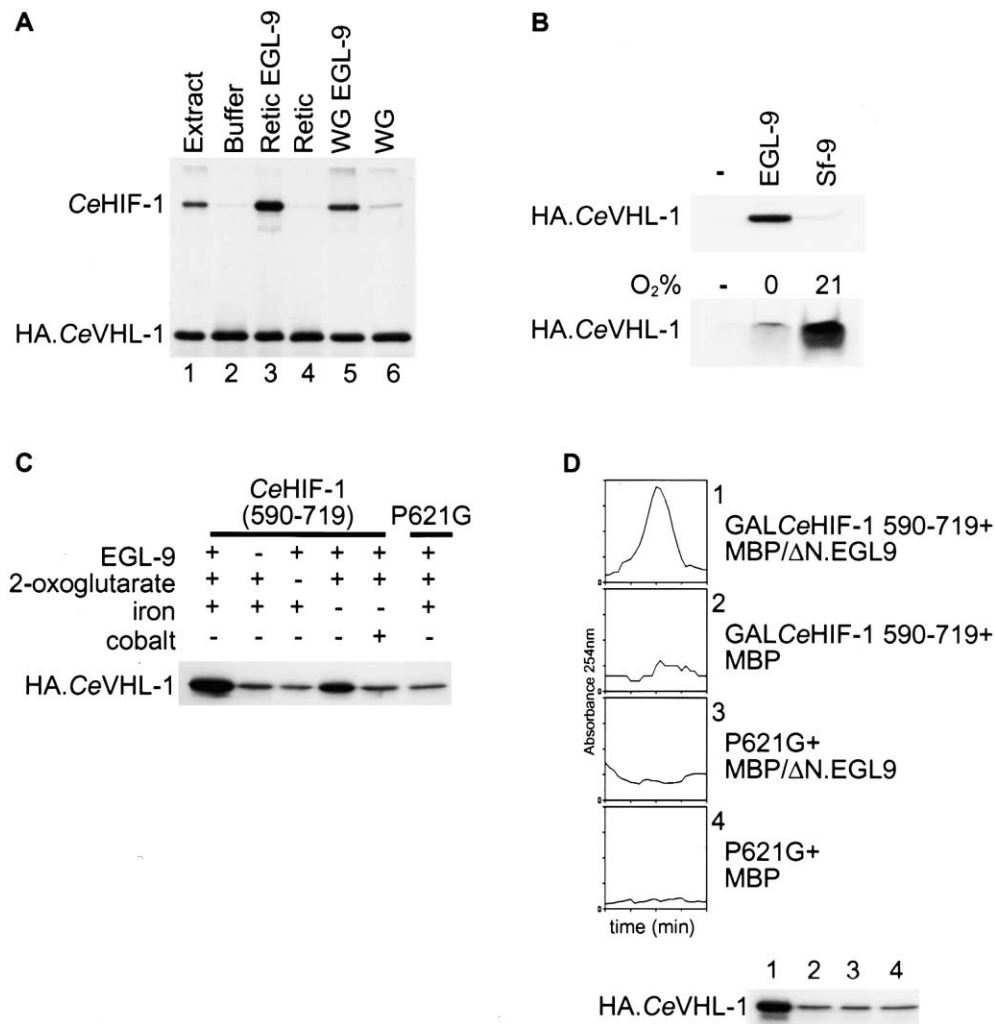 A
Extract
Buffer
Retic EGL-9
Retic
WG EGL-9
WG
CeHIF-1
HA.CeVHL-1
1 2 3 4 5 6
B
- EGL-9 Sf-9
HA.CeVHL-1
O₂% - 0 21
HA.CeVHL-1
C
CeHIF-1
(590-719) P621G
EGL-9 + - + + + +
2-oxoglutarate + + - + + +
iron + + + - - +
cobalt - - - - + -
HA.CeVHL-1
D
1
GALCeHIF-1 590-719+
MBP/ΔN.EGL9
2
GALCeHIF-1 590-719+
MBP
3
P621G+
MBP/ΔN.EGL9
4
P621G+
MBP
Absorbance 254nm
0
0
0
0
time (min)
1 2 3 4
HA.CeVHL-1